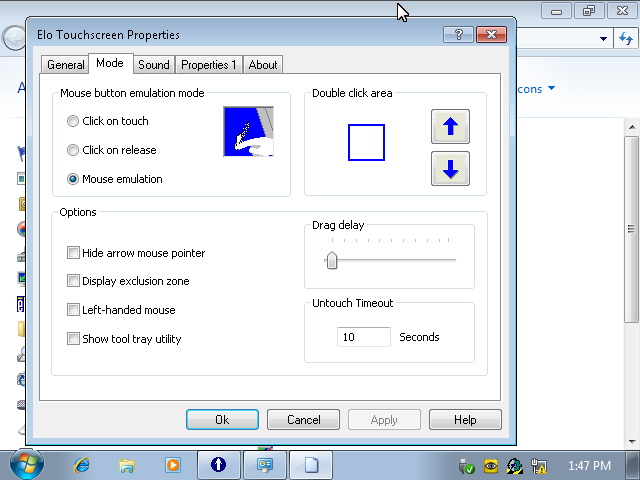 Elo Touchscreen Properties
General Mode Sound Properties 1 About
Mouse button emulation mode
Click on touch
Click on release
Mouse emulation
Double click area
Options
Hide arrow mouse pointer
Display exclusion zone
Left-handed mouse
Show tool tray utility
Drag delay
Untouch Timeout
10 Seconds
Ok Cancel Apply Help
A
cons
1:47 PM